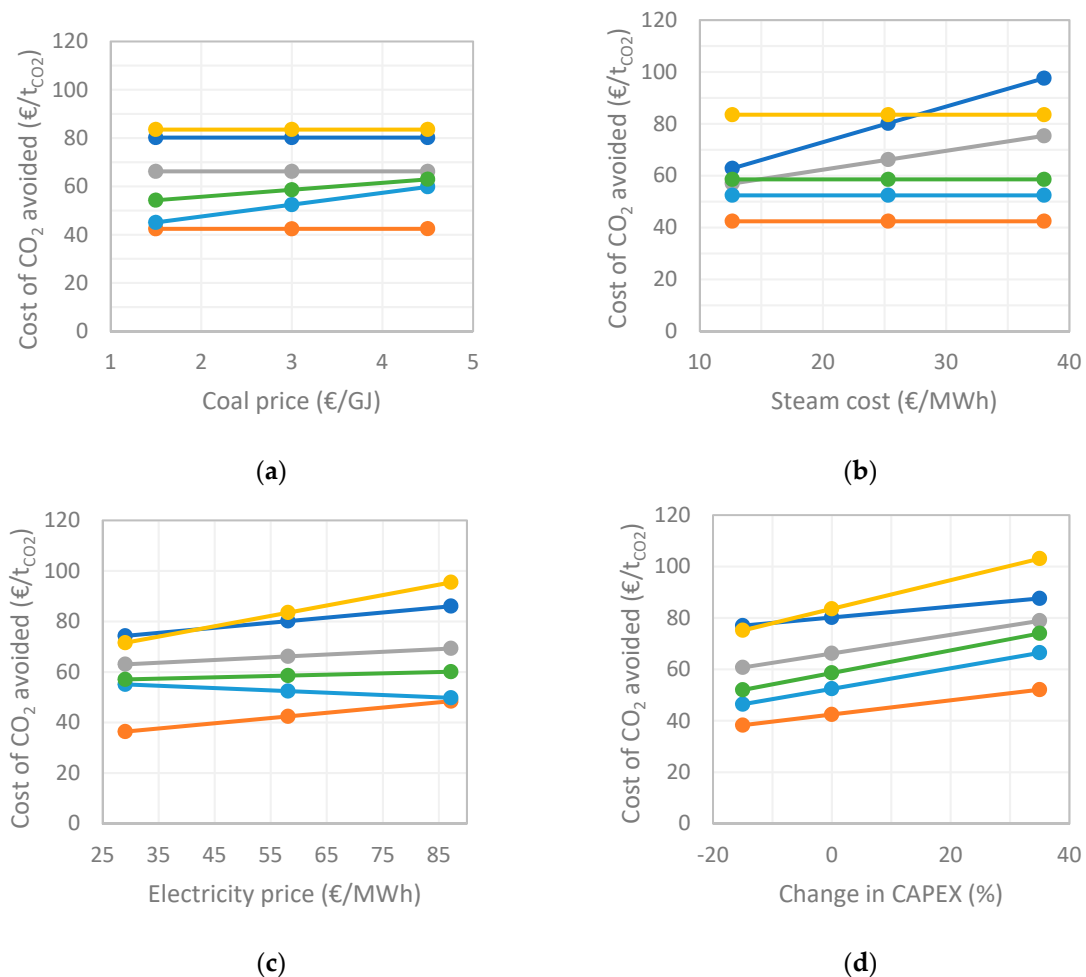 Cost of CO2 avoided (€/tCO2)
120
100
80
60
40
20
0
1 2 3 4 5
Coal price (€/GJ)
(a)
Cost of CO2 avoided (€/tCO2)
120
100
80
60
40
20
0
10 20 30 40
Steam cost (€/MWh)
(b)
Cost of CO2 avoided (€/tCO2)
120
100
80
60
40
20
0
25 35 45 55 65 75 85
Electricity price (€/MWh)
(c)
Cost of CO2 avoided (€/tCO2)
120
100
80
60
40
20
0
-20 0 20 40
Change in CAPEX (%)
(d)